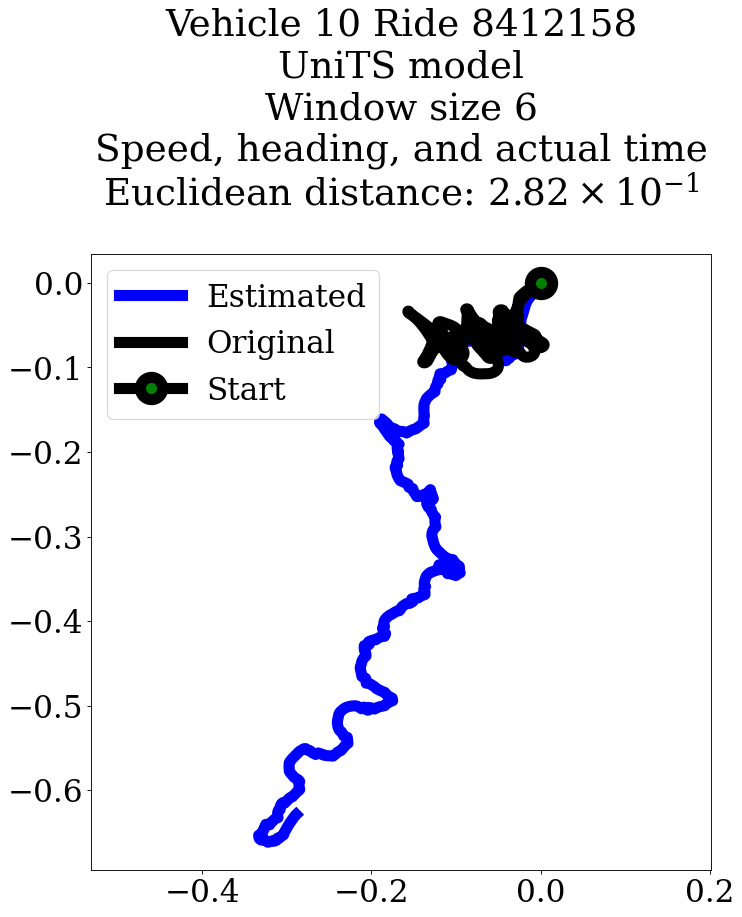 Vehicle 10 Ride 8412158
UniTS model
Window size 6
Speed, heading, and actual time
Euclidean distance: 2.82 × 10⁻¹
Estimated
Original
Start
0.0
−0.1
−0.2
−0.3
−0.4
−0.5
−0.6
−0.4 −0.2 0.0 0.2